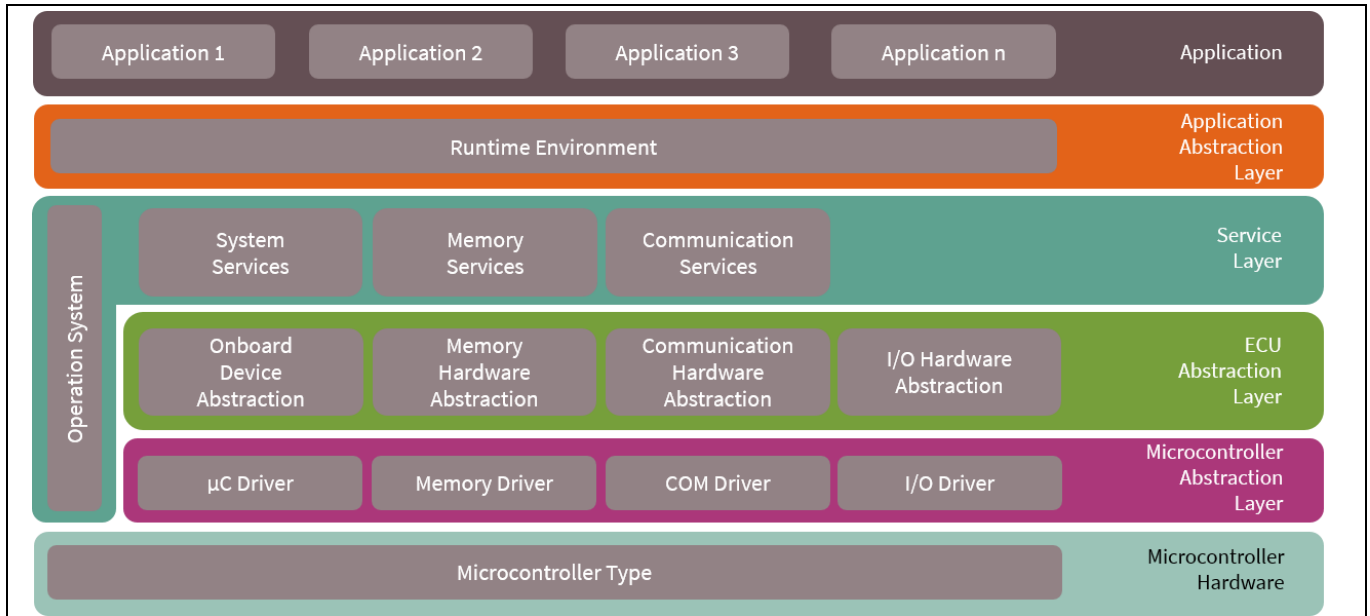 Application 1
Application 2
Application 3
Application n
Application
Runtime Environment
Application
Abstraction
Layer
Operation System
System
Services
Memory
Services
Communication
Services
Service
Layer
Onboard
Device
Abstraction
Memory
Hardware
Abstraction
Communication
Hardware
Abstraction
I/O Hardware
Abstraction
ECU
Abstraction
Layer
µC Driver
Memory Driver
COM Driver
I/O Driver
Microcontroller
Abstraction
Layer
Microcontroller Type
Microcontroller
Hardware